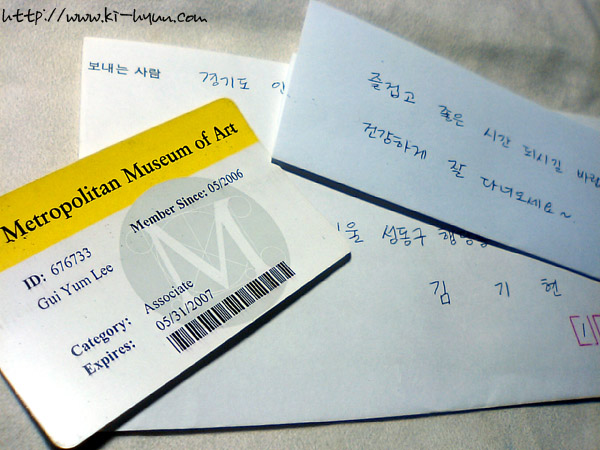 http://www.ki-hyun.com/
보내는 사람
경기도
즐겁고 좋은 시간 되시길
건강하게 잘 다녀오세요~
Metropolitan Museum of Art
Member Since: 05/2006
ID: 676733
Gui Yum Lee
Category: Associate
Expires: 05/31/2007
성동구
김 기 현
1